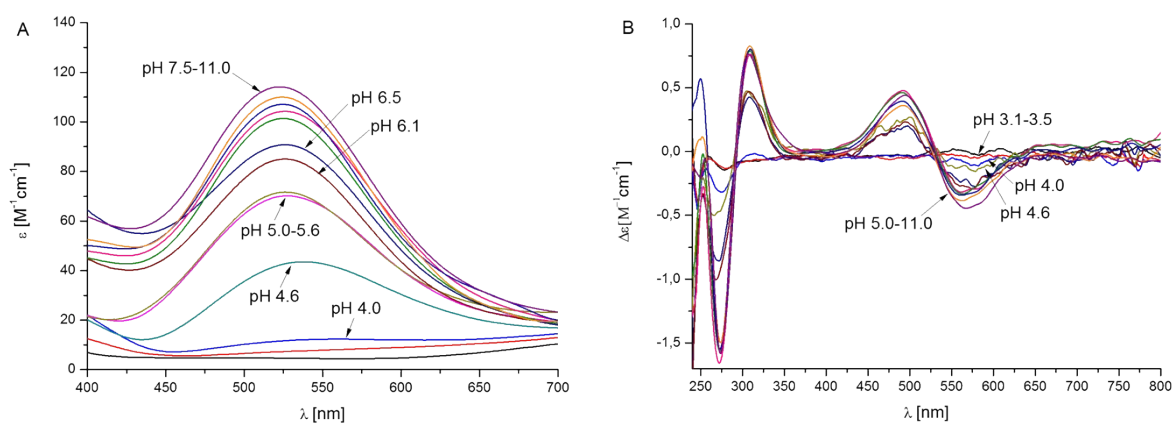 A
140
120
100
80
60
40
20
0
ε [M⁻¹cm⁻¹]
pH 7.5-11.0
pH 6.5
pH 6.1
pH 5.0-5.6
pH 4.6
pH 4.0
400 450 500 550 600 650 700
λ [nm]
B
1,0
0,5
0,0
-0,5
-1,0
-1,5
Δε[M⁻¹cm⁻¹]
pH 3.1-3.5
pH 4.0
pH 4.6
pH 5.0-11.0
250 300 350 400 450 500 550 600 650 700 750 800
λ [nm]